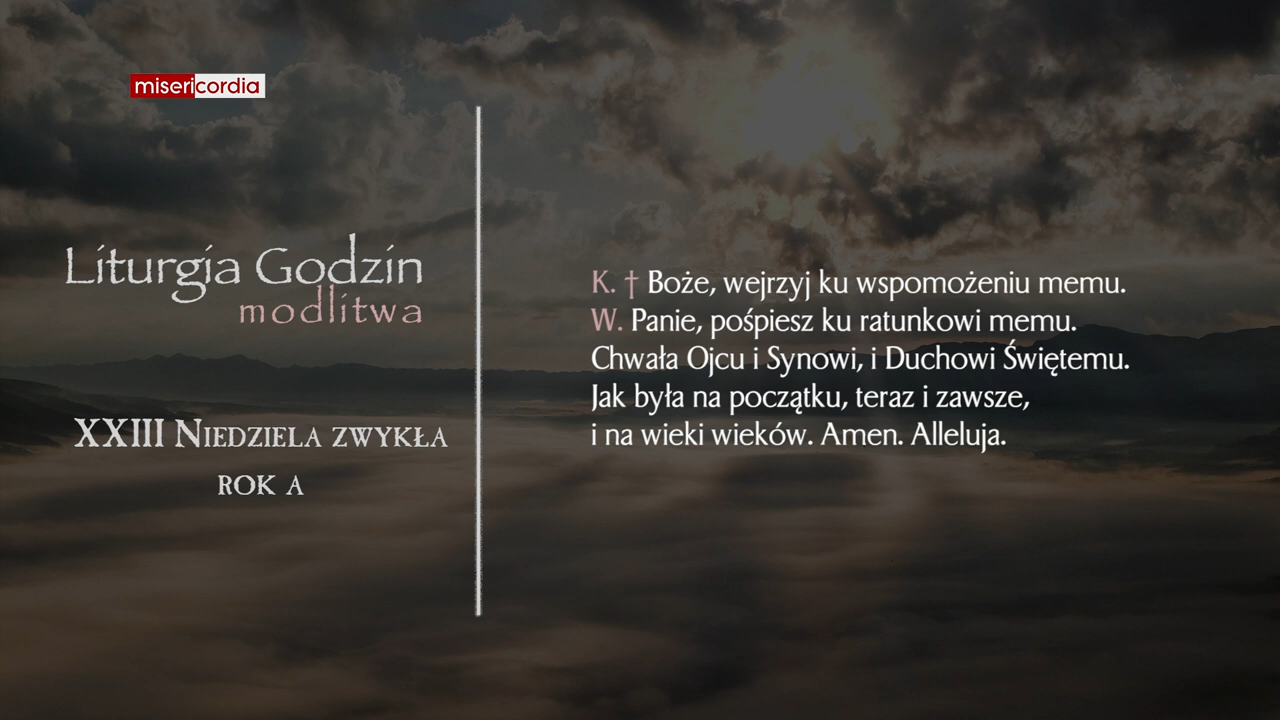 misericordia
Liturgia Godzin
modlitwa
XXIII Niedziela zwykła
rok A
K. † Boże, wejrzyj ku wspomożeniu memu.
W. Panie, pośpiesz ku ratunkowi memu.
Chwała Ojcu i Synowi, i Duchowi Świętemu.
Jak była na początku, teraz i zawsze,
i na wieki wieków. Amen. Alleluja.